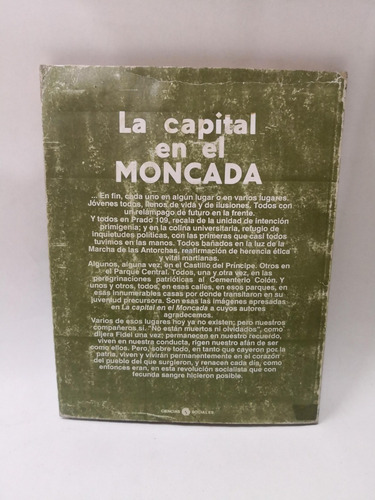 La capital
en el
MONCADA
...En fin, cada uno en algún lugar o en varios lugares.
Jóvenes todos, llenos de vida y de ilusiones. Todos con
un relámpago de futuro en la frente.
Y todos en Prado 109, recala de la unidad de intención
primigenia; y en la colina universitaria, refugio de
inquietudes políticas, con las primeras que casi todos
tuvimos en las manos. Todos bañados en la luz de la
Marcha de las Antorchas, reafirmación de herencia ética
y vital martianas.
Algunos, alguna vez, en el Castillo del Príncipe. Otros en
el Parque Central. Todos, una y otra vez, en las
peregrinaciones patrióticas al Cementerio Colón. Y
unos y otros, todos, en esas calles, en esos parques, en
esas innumerables casas por donde transitaron en su
juventud precursora. Son esas las imágenes apresadas
en La capital en el Moncada a cuyos autores
agradecemos.
Varios de esos lugares hoy ya no existen; pero nuestros
compañeros sí. "No están muertos ni olvidados", como
dijera Fidel una vez; permanecen en nuestro recuerdo,
viven en nuestra conducta, rigen nuestro afán de ser
como ellos. Pero, sobre todo, en tanto que cayeron por la
patria, viven y vivirán permanentemente en el corazón
del pueblo del que surgieron, y renacen cada día, como
entonces eran, en esta revolución socialista que con
fecunda sangre hicieron posible.
CIENCIAS SOCIALES